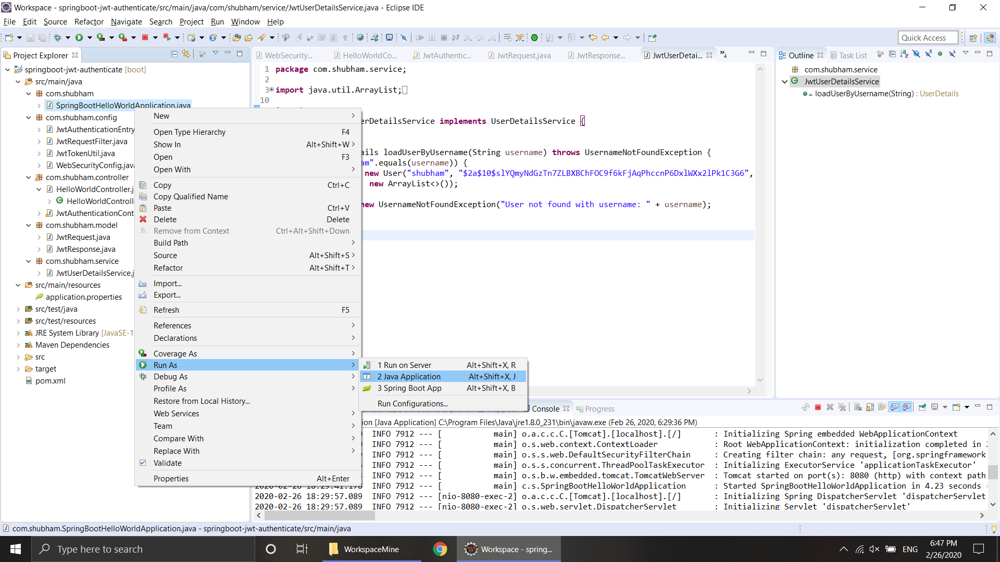 Workspace - springboot-jwt-authenticate/src/main/java/com/shubham/service/JwtUserDetailsService.java - Eclipse IDE
File Edit Source Refactor Navigate Search Project Run Window Help
Quick Access
Project Explorer
springboot-jwt-authenticate [boot]
src/main/java
com.shubham
SpringBootHelloWorldApplication.java
com.shubham.config
JwtAuthenticationEntry
JwtRequestFilter.java
JwtTokenUtil.java
WebSecurityConfig.java
com.shubham.controller
HelloWorldController.j
HelloWorldControll
JwtAuthenticationCont
com.shubham.model
JwtRequest.java
JwtResponse.java
com.shubham.service
JwtUserDetailsService.j
src/main/resources
application.properties
src/test/java
src/test/resources
JRE System Library [JavaSE-1.
Maven Dependencies
src
target
pom.xml
New
Open Type Hierarchy F4
Show In Alt+Shift+W
Open F3
Open With
Copy Ctrl+C
Copy Qualified Name
Paste Ctrl+V
Delete Delete
Remove from Context Ctrl+Alt+Shift+Down
Build Path
Source Alt+Shift+S
Refactor Alt+Shift+T
Import...
Export...
Refresh F5
References
Declarations
Coverage As
Run As
Debug As
Profile As
Restore from Local History...
Web Services
Team
Compare With
Replace With
Validate
Properties Alt+Enter
1 Run on Server Alt+Shift+X, R
2 Java Application Alt+Shift+X, J
3 Spring Boot App Alt+Shift+X, B
Run Configurations...
WebSecurity... HelloWorldCo... JwtAuthentic... JwtRequest.java JwtResponse... JwtUserDetai... »4
1 package com.shubham.service;
2
3 import java.util.ArrayList;
10
erDetailsService implements UserDetailsService {
ails loadUserByUsername(String username) throws UsernameNotFoundException {
am".equals(username)) {
new User("shubham", "$2a$10$slYQmyNdGzTn7ZLBXBChFOC9f6kFjAqPhccnP6DxlWXx2lPk1C3G6",
new ArrayList<>());
new UsernameNotFoundException("User not found with username: " + username);
Outline Task List
com.shubham.service
JwtUserDetailsService
loadUserByUsername(String) : UserDetails
Console Progress
ion [Java Application] C:\Program Files\Java\jre1.8.0_231\bin\javaw.exe (Feb 26, 2020, 6:29:36 PM)
INFO 7912 --- [ main] o.a.c.c.C.[Tomcat].[localhost].[/] : Initializing Spring embedded WebApplicationContext
INFO 7912 --- [ main] o.s.web.context.ContextLoader : Root WebApplicationContext: initialization completed in
INFO 7912 --- [ main] o.s.s.web.DefaultSecurityFilterChain : Creating filter chain: any request, [org.springframework
INFO 7912 --- [ main] o.s.s.concurrent.ThreadPoolTaskExecutor : Initializing ExecutorService 'applicationTaskExecutor'
INFO 7912 --- [ main] o.s.b.w.embedded.tomcat.TomcatWebServer : Tomcat started on port(s): 8080 (http) with context path
2020-02-26 18:29:41.178 INFO 7912 --- [ main] c.s.SpringBootHelloWorldApplication : Started SpringBootHelloWorldApplication in 4.23 seconds
2020-02-26 18:29:57.089 INFO 7912 --- [nio-8080-exec-2] o.a.c.c.C.[Tomcat].[localhost].[/] : Initializing Spring DispatcherServlet 'dispatcherServlet
2020-02-26 18:29:57.089 INFO 7912 --- [nio-8080-exec-2] o.s.web.servlet.DispatcherServlet : Initializing Servlet 'dispatcherServlet'
com.shubham.SpringBootHelloWorldApplication.java - springboot-jwt-authenticate/src/main/java
Type here to search
WorkspaceMine
Workspace - spring...
ENG
6:47 PM
2/26/2020